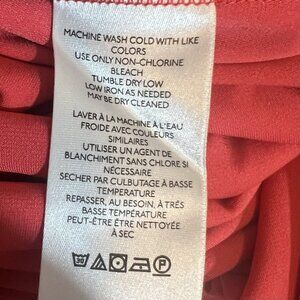 MACHINE WASH COLD WITH LIKE
COLORS
USE ONLY NON-CHLORINE
BLEACH
TUMBLE DRY LOW
LOW IRON AS NEEDED
MAY BE DRY CLEANED
LAVER À LA MACHINE À L'EAU
FROIDE AVEC COULEURS
SIMILAIRES
UTILISER UN AGENT DE
BLANCHIMENT SANS CHLORE SI
NÉCESSAIRE
SECHER PAR CULBUTAGE À BASSE
TEMPÉRATURE
REPASSER, AU BESOIN, À TRÈS
BASSE TEMPÉRATURE
PEUT-ÊTRE ÊTRE NETTOYÉE
À SEC
30 P